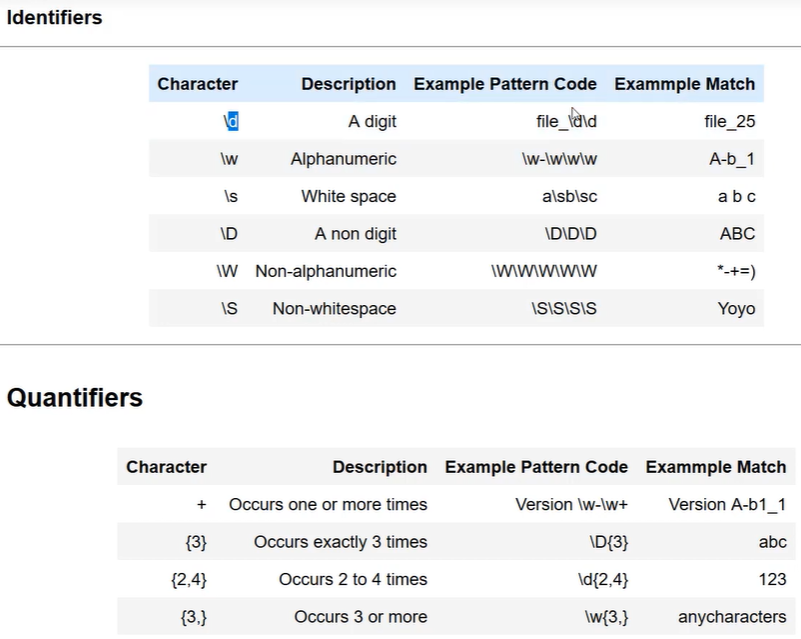 Identifiers
Character Description Example Pattern Code Exammple Match
\d A digit file_\d\d file_25
\w Alphanumeric \w-\w\w\w A-b_1
\s White space a\sb\sc a b c
\D A non digit \D\D\D ABC
\W Non-alphanumeric \W\W\W\W\W *-+=)
\S Non-whitespace \S\S\S\S Yoyo
Quantifiers
Character Description Example Pattern Code Exammple Match
+ Occurs one or more times Version \w-\w+ Version A-b1_1
{3} Occurs exactly 3 times \D{3} abc
{2,4} Occurs 2 to 4 times \d{2,4} 123
{3,} Occurs 3 or more \w{3,} anycharacters